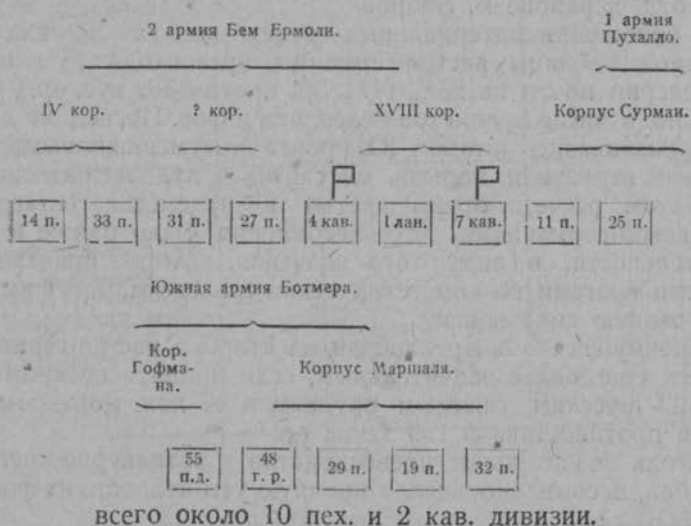 2 армия Бем Ермоли.
1 армия
Пухалло.
IV кор.
? кор.
XVIII кор.
Корпус Сурмаи.
14 п.
33 п.
31 п.
27 п.
4 кав.
1 лан.
7 кав.
11 п.
25 п.
Южная армия Ботмера.
Кор.
Гофма-
на.
Корпус Маршаля.
55
п.д.
48
г. р.
29 п.
19 п.
32 п.
всего около 10 пех. и 2 кав. дивизии.